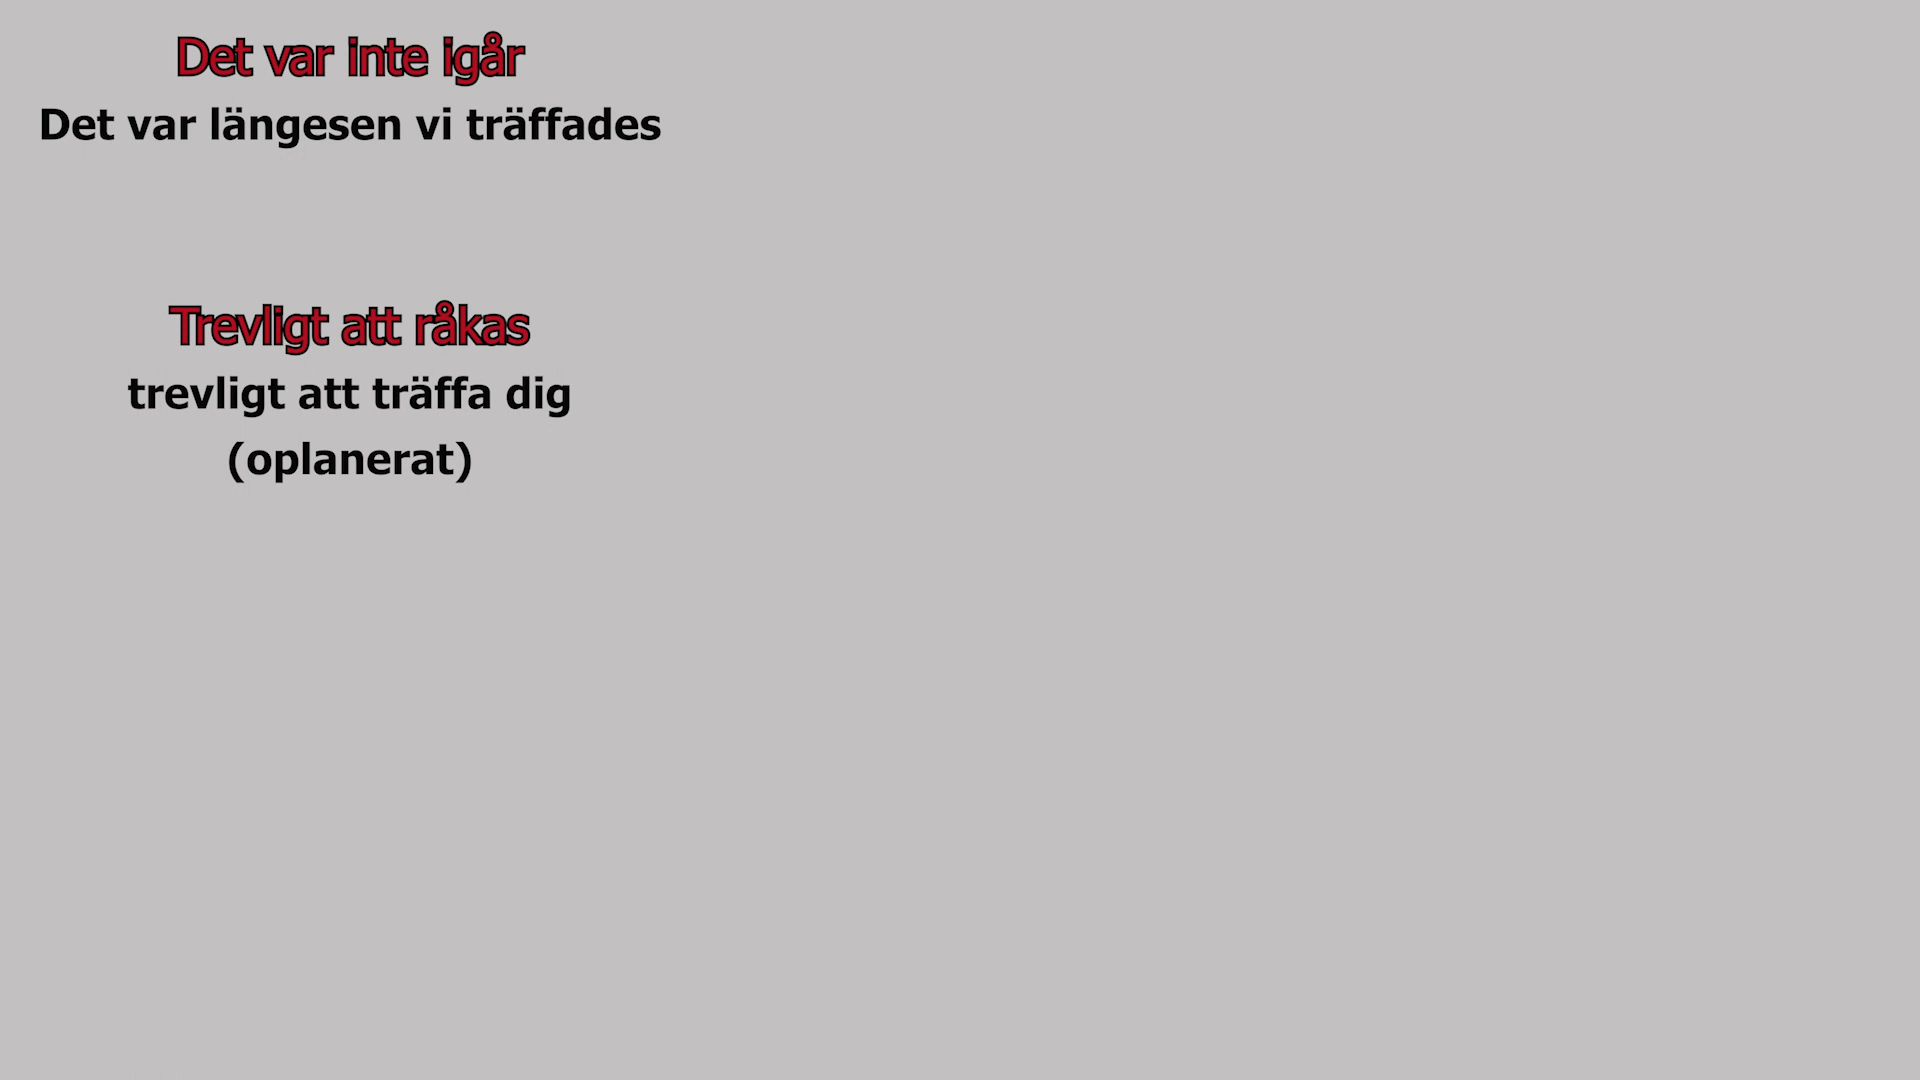 Det var inte igår
Det var längesen vi träffades
Trevligt att råkas
trevligt att träffa dig
(oplanerat)